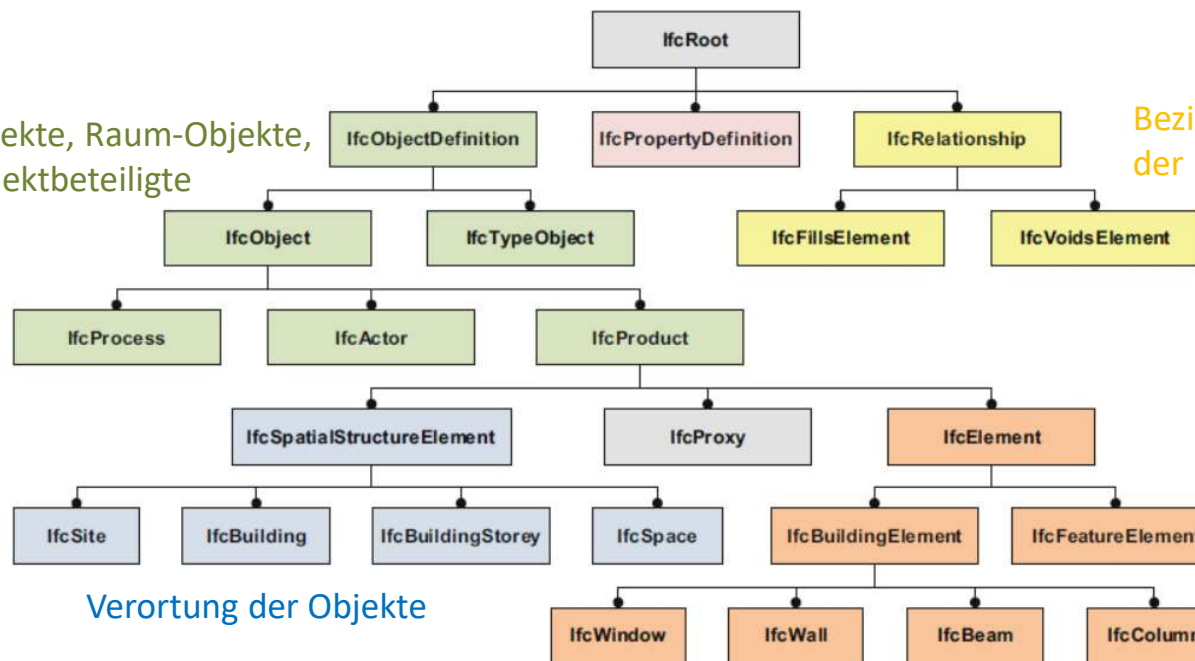 IfcRoot
ekte, Raum-Objekte,
ektbeteiligte
IfcObjectDefinition
IfcPropertyDefinition
IfcRelationship
Bezi
der
IfcObject
IfcTypeObject
IfcFillsElement
IfcVoidsElement
IfcProcess
IfcActor
IfcProduct
IfcSpatialStructureElement
IfcProxy
IfcElement
IfcSite
IfcBuilding
IfcBuildingStorey
IfcSpace
IfcBuildingElement
IfcFeatureElement
Verortung der Objekte
IfcWindow
IfcWall
IfcBeam
IfcColumn